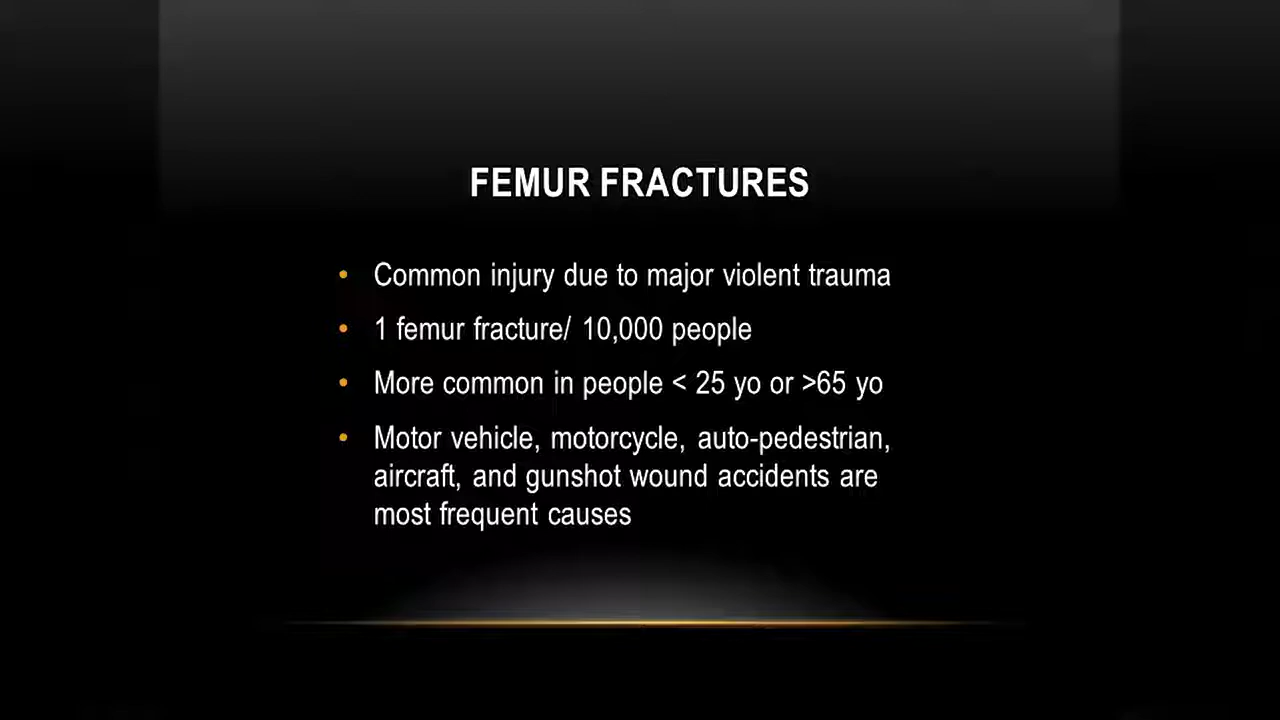 FEMUR FRACTURES
• Common injury due to major violent trauma
• 1 femur fracture/ 10,000 people
• More common in people < 25 yo or >65 yo
• Motor vehicle, motorcycle, auto-pedestrian,
aircraft, and gunshot wound accidents are
most frequent causes